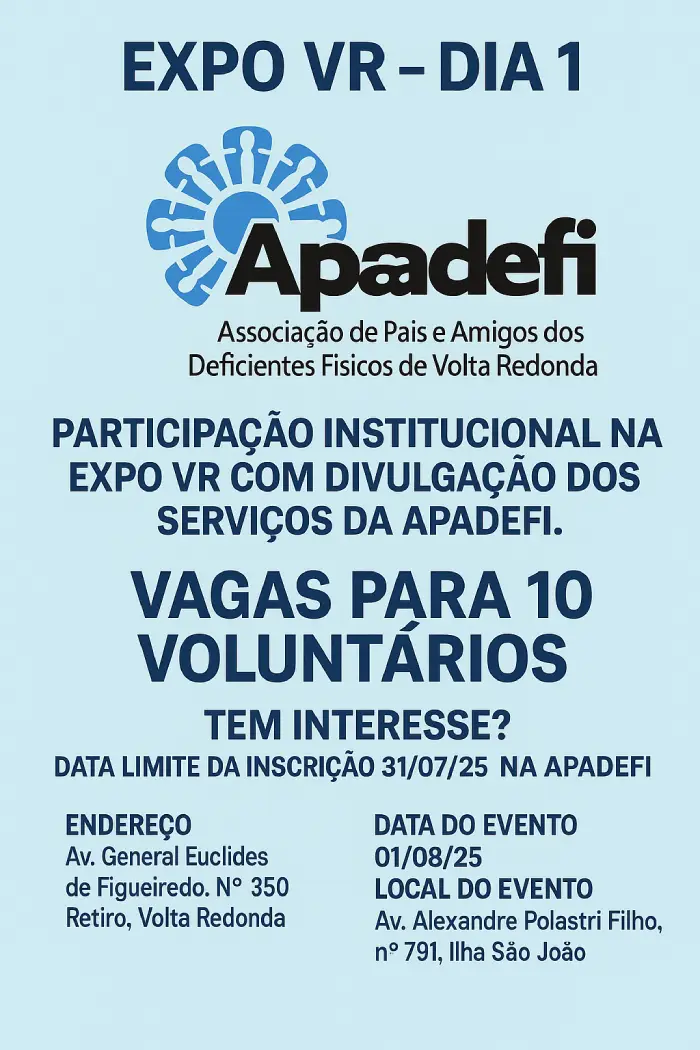 EXPO VR – DIA 1
Apadefi
Associação de Pais e Amigos dos
Deficientes Fisicos de Volta Redonda
PARTICIPAÇÃO INSTITUCIONAL NA
EXPO VR COM DIVULGAÇÃO DOS
SERVIÇOS DA APADEFI.
VAGAS PARA 10
VOLUNTÁRIOS
TEM INTERESSE?
DATA LIMITE DA INSCRIÇÃO 31/07/25 NA APADEFI
ENDEREÇO
Av. General Euclides
de Figueiredo. Nº 350
Retiro, Volta Redonda
DATA DO EVENTO
01/08/25
LOCAL DO EVENTO
Av. Alexandre Polastri Filho,
nº 791, Ilha São João